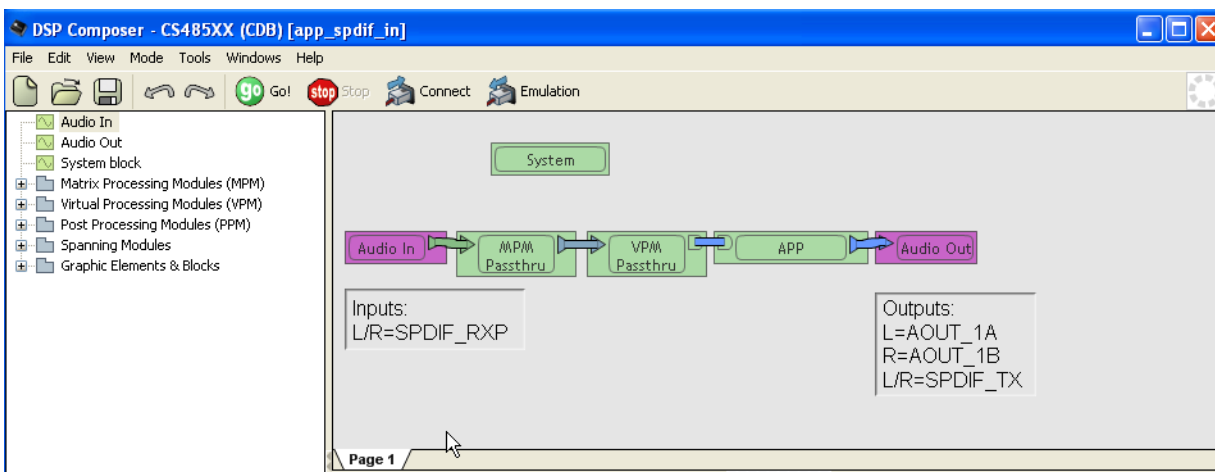 DSP Composer - CS485XX (CDB) [app_spdif_in]
File Edit View Mode Tools Windows Help
go Go! stop Stop Connect Emulation
Audio In
Audio Out
System block
Matrix Processing Modules (MPM)
Virtual Processing Modules (VPM)
Post Processing Modules (PPM)
Spanning Modules
Graphic Elements & Blocks
System
Audio In
MPM
Passthru
VPM
Passthru
APP
Audio Out
Inputs:
L/R=SPDIF_RXP
Outputs:
L=AOUT_1A
R=AOUT_1B
L/R=SPDIF_TX
Page 1